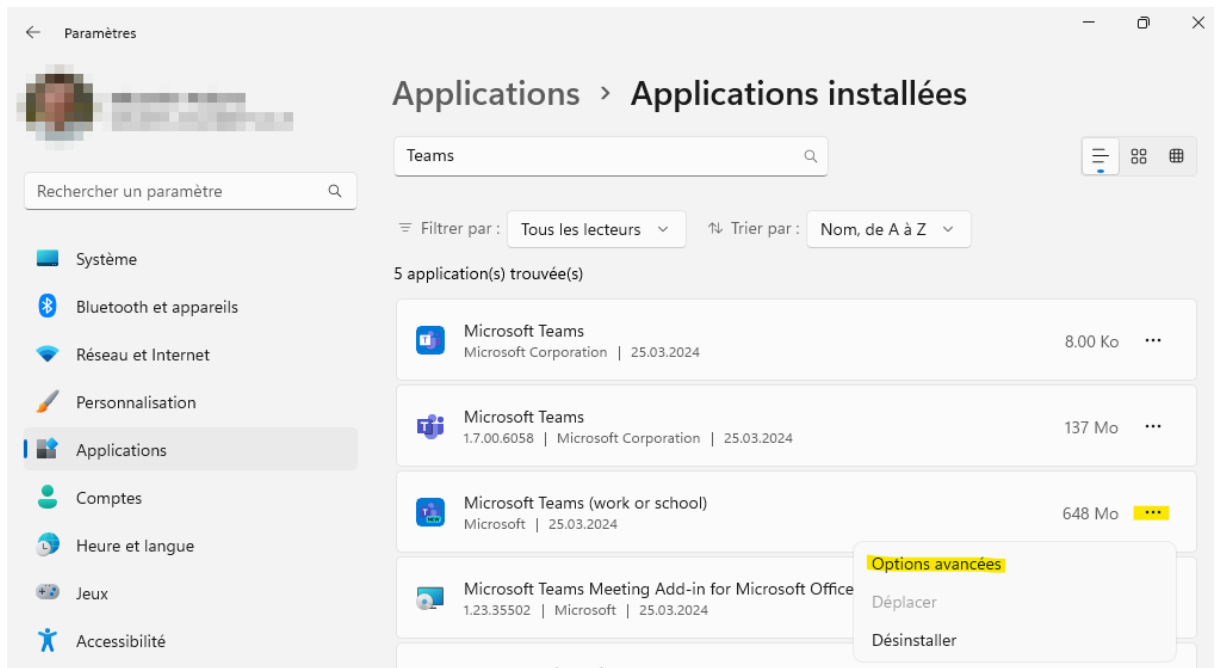 Paramètres
Rechercher un paramètre
Système
Bluetooth et appareils
Réseau et Internet
Personnalisation
Applications
Comptes
Heure et langue
Jeux
Accessibilité
Applications > Applications installées
Teams
Filtrer par : Tous les lecteurs Trier par : Nom, de A à Z
5 application(s) trouvée(s)
Microsoft Teams
Microsoft Corporation | 25.03.2024
8.00 Ko
Microsoft Teams
1.7.00.6058 | Microsoft Corporation | 25.03.2024
137 Mo
Microsoft Teams (work or school)
Microsoft | 25.03.2024
648 Mo
NEW
Microsoft Teams Meeting Add-in for Microsoft Office
1.23.35502 | Microsoft | 25.03.2024
Options avancées
Déplacer
Désinstaller